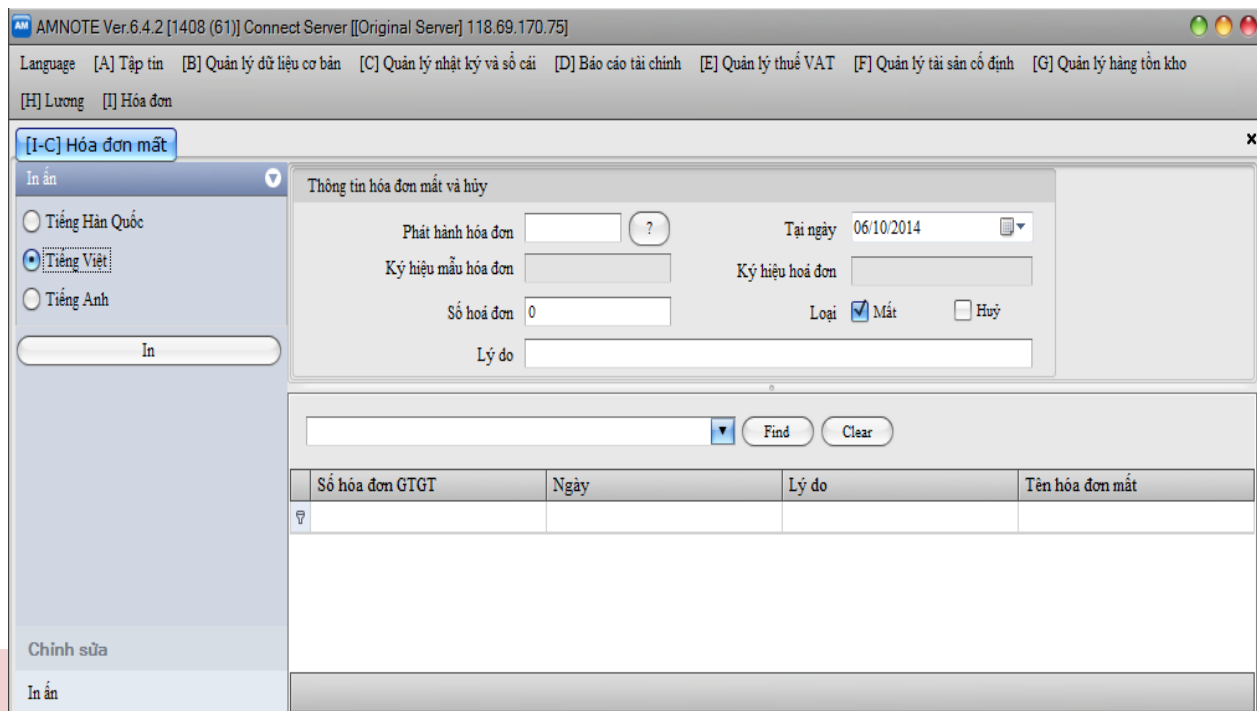 AM AMNOTE Ver.6.4.2 [1408 (61)] Connect Server [[Original Server] 118.69.170.75]
Language [A] Tập tin [B] Quản lý dữ liệu cơ bản [C] Quản lý nhật ký và sổ cái [D] Báo cáo tài chính [E] Quản lý thuế VAT [F] Quản lý tài sản cố định [G] Quản lý hàng tồn kho
[H] Lương [I] Hóa đơn
[I-C] Hóa đơn mất x
In ấn
Tiếng Hàn Quốc
Tiếng Việt
Tiếng Anh
In
Thông tin hóa đơn mất và hủy
Phát hành hóa đơn ? Tại ngày 06/10/2014
Ký hiệu mẫu hóa đơn Ký hiệu hoá đơn
Số hoá đơn 0 Loại Mất Huỷ
Lý do
Find Clear
Số hóa đơn GTGT Ngày Lý do Tên hóa đơn mất
Chỉnh sửa
In ấn